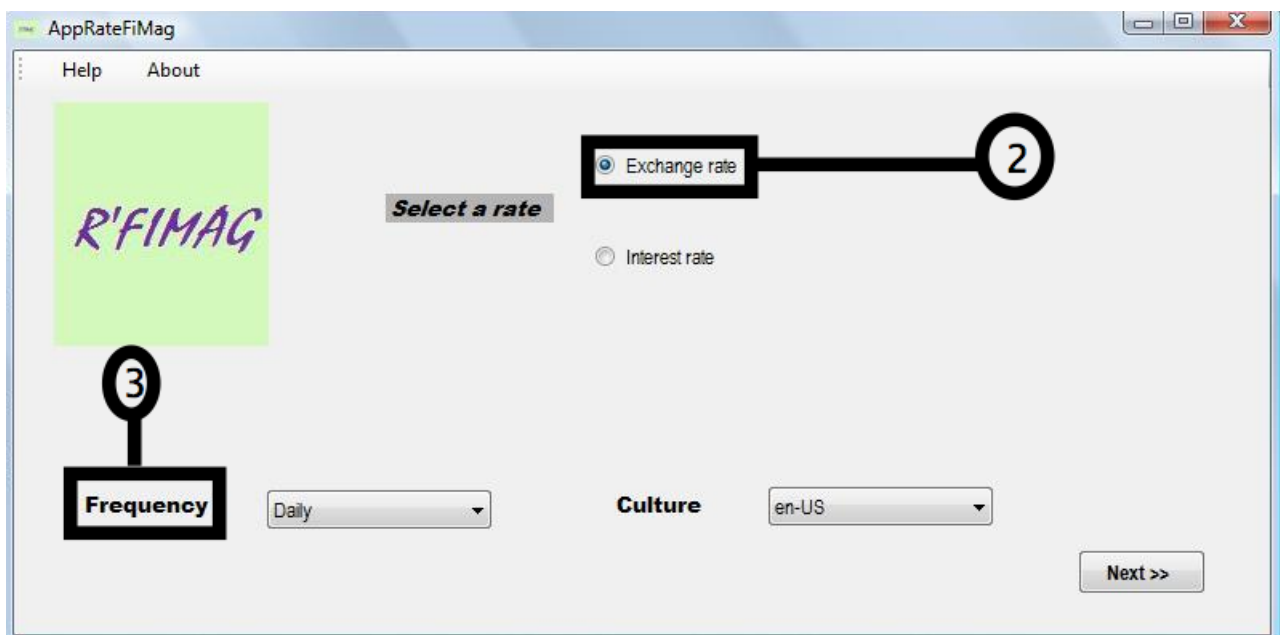 AppRateFiMag
Help About
R'FIMAG
Select a rate
Exchange rate
2
Interest rate
3
Frequency
Daily
Culture
en-US
Next >>